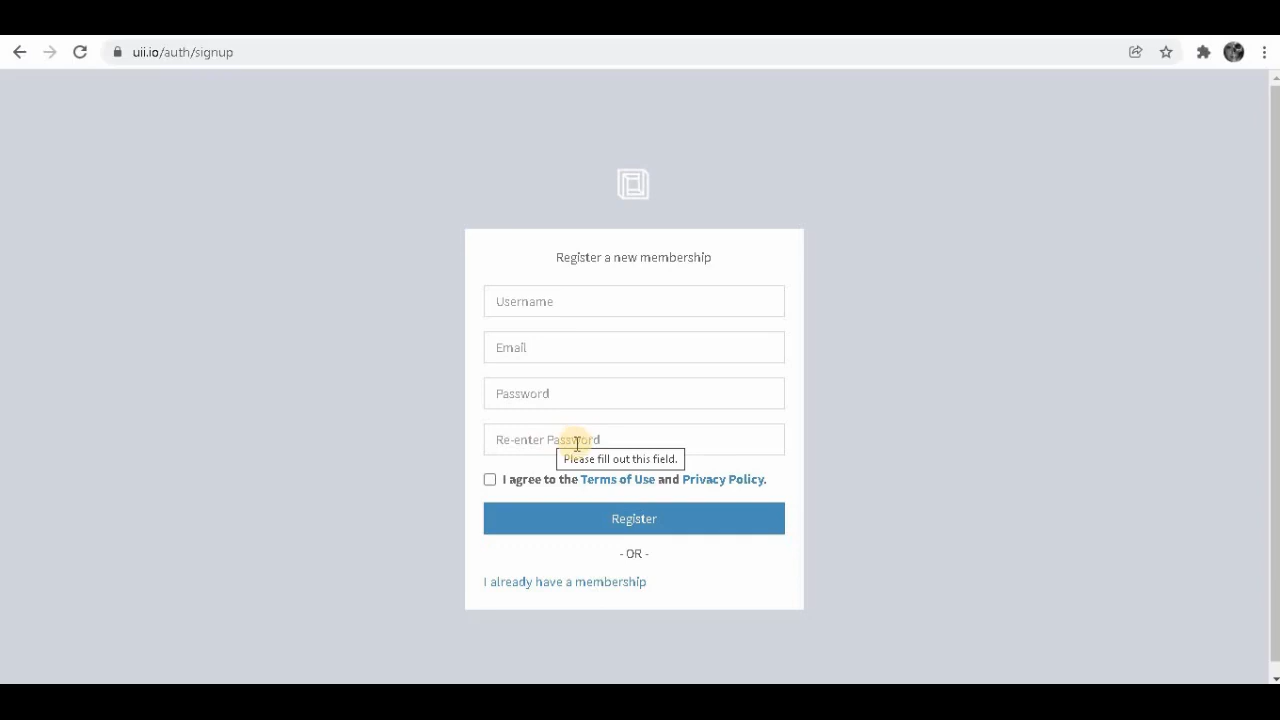 uii.io/auth/signup
Register a new membership
Username
Email
Password
Re-enter Password
Please fill out this field.
I agree to the Terms of Use and Privacy Policy.
Register
- OR -
I already have a membership